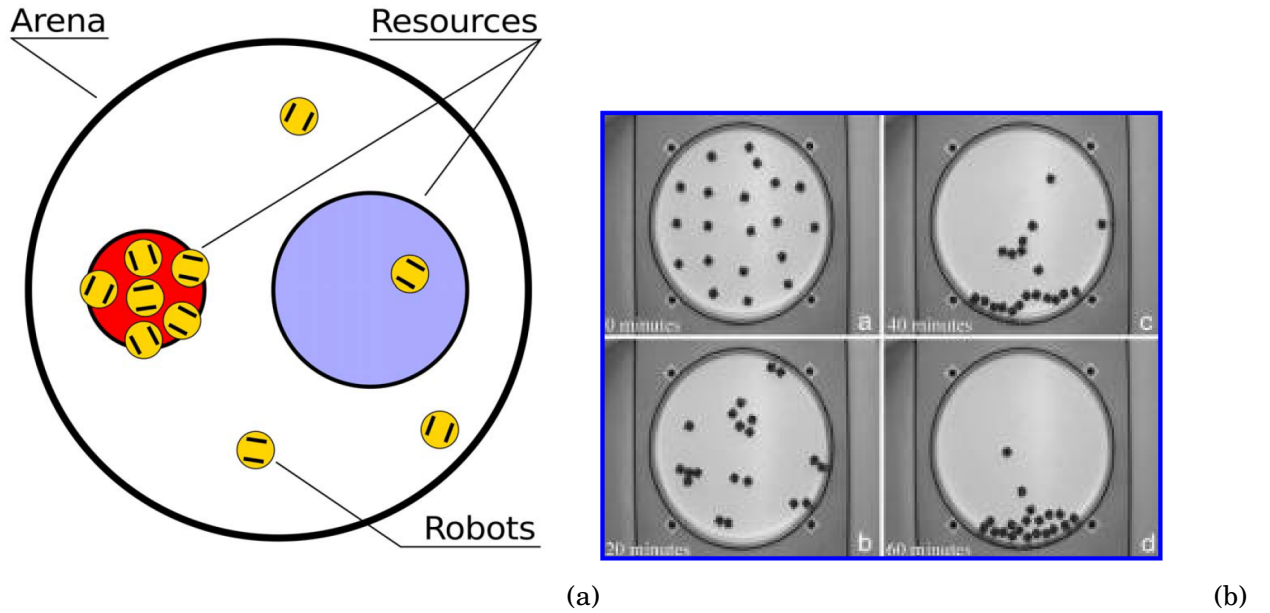 Arena
Resources
Robots
0 minutes a
40 minutes c
20 minutes b
60 minutes d
(a)
(b)